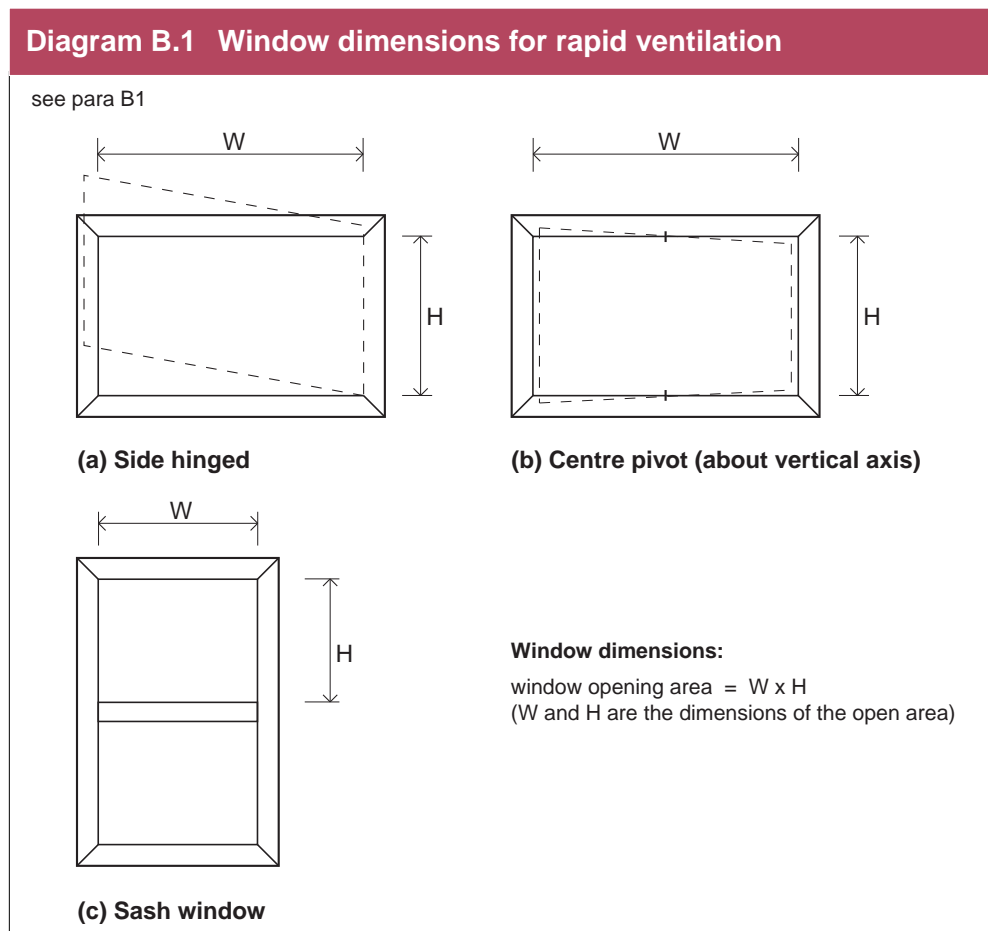 Diagram B.1 Window dimensions for rapid ventilation
see para B1
W
H
(a) Side hinged
W
H
(b) Centre pivot (about vertical axis)
W
H
(c) Sash window
Window dimensions:
window opening area = W x H
(W and H are the dimensions of the open area)